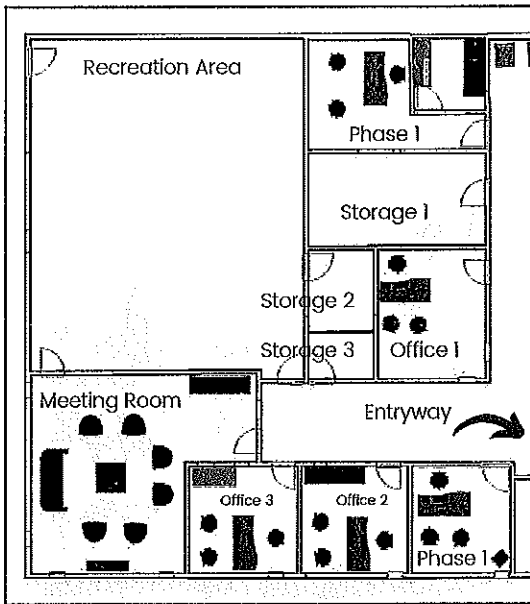 Recreation Area
Phase 1
Storage 1
Storage 2
Storage 3
Office 1
Meeting Room
Entryway
Office 3
Office 2
Phase 1